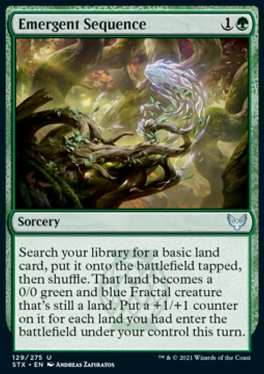 Emergent Sequence 1
Sorcery
Search your library for a basic land
card, put it onto the battlefield tapped,
then shuffle. That land becomes a
0/0 green and blue Fractal creature
that's still a land. Put a +1/+1 counter
on it for each land you had enter the
battlefield under your control this turn.
129/275 U
STX • EN Andreas Zafiratos
™ & © 2021 Wizards of the Coast